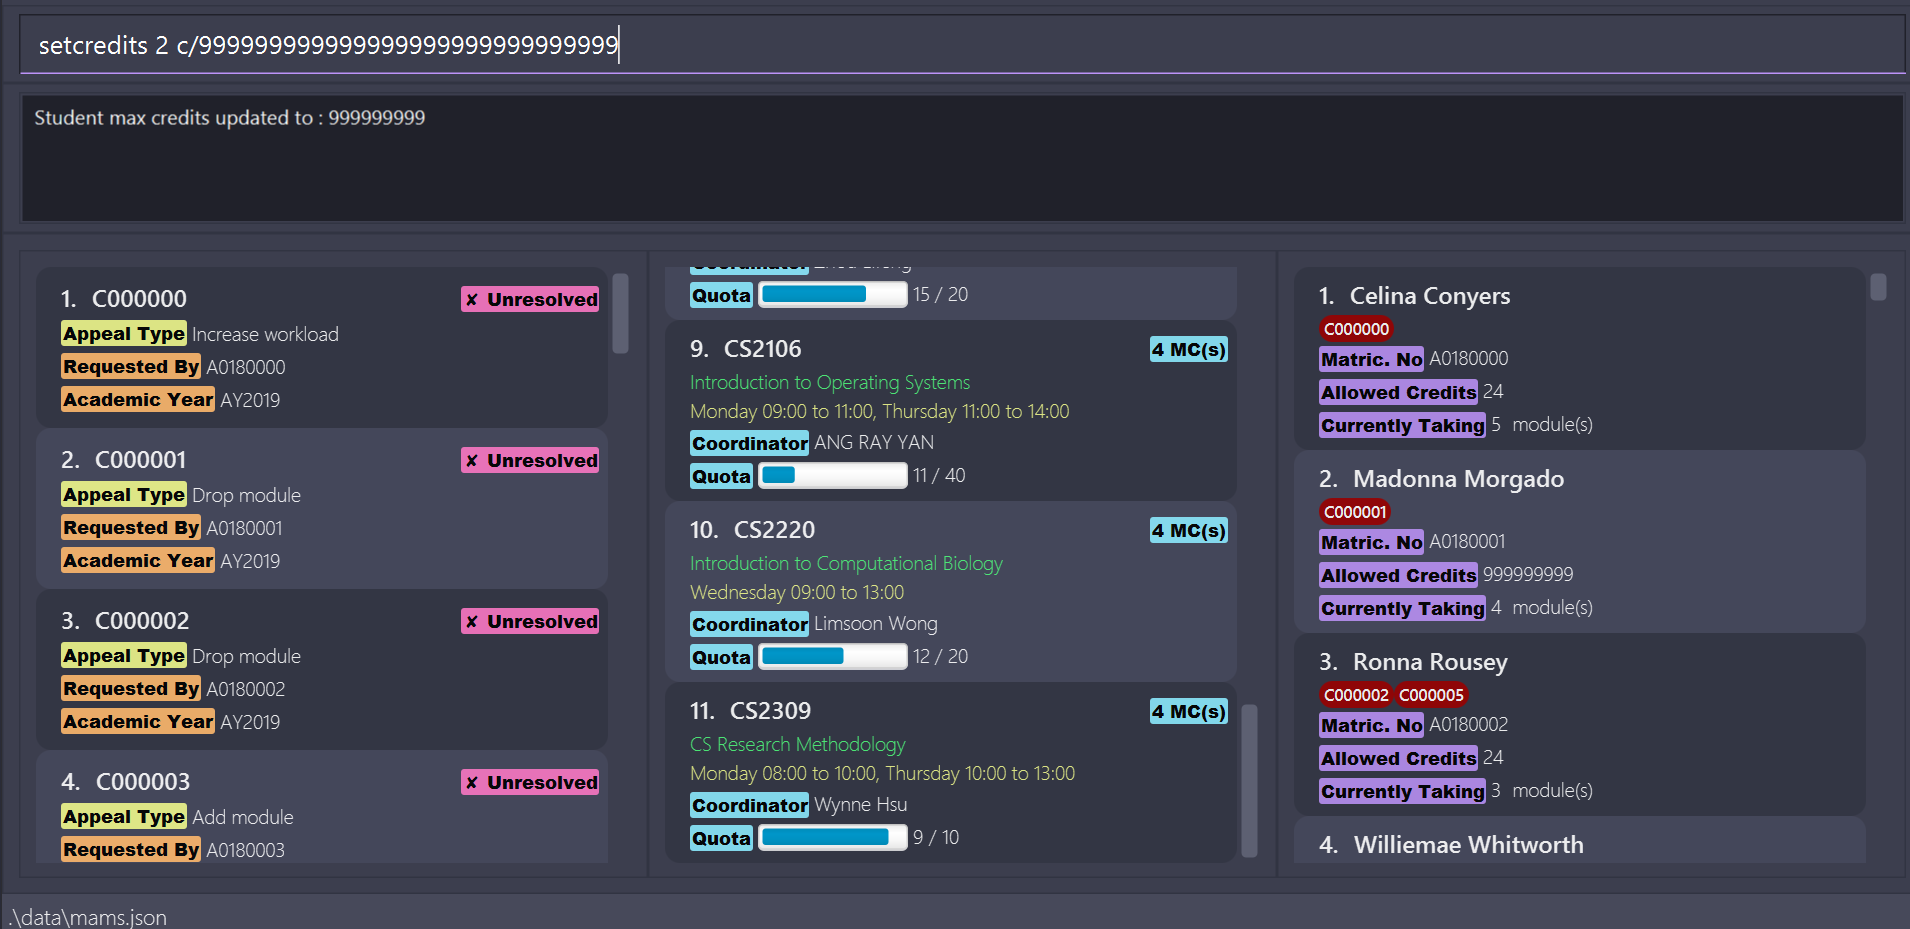 setcredits 2 c/999999999999999999999999999999
Student max credits updated to : 999999999
1. C000000
✘ Unresolved
Appeal Type Increase workload
Requested By A0180000
Academic Year AY2019
2. C000001
✘ Unresolved
Appeal Type Drop module
Requested By A0180001
Academic Year AY2019
3. C000002
✘ Unresolved
Appeal Type Drop module
Requested By A0180002
Academic Year AY2019
4. C000003
✘ Unresolved
Appeal Type Add module
Requested By A0180003
Coordinator
Quota 15 / 20
9. CS2106
4 MC(s)
Introduction to Operating Systems
Monday 09:00 to 11:00, Thursday 11:00 to 14:00
Coordinator ANG RAY YAN
Quota 11 / 40
10. CS2220
4 MC(s)
Introduction to Computational Biology
Wednesday 09:00 to 13:00
Coordinator Limsoon Wong
Quota 12 / 20
11. CS2309
4 MC(s)
CS Research Methodology
Monday 08:00 to 10:00, Thursday 10:00 to 13:00
Coordinator Wynne Hsu
Quota 9 / 10
1. Celina Conyers
C000000
Matric. No A0180000
Allowed Credits 24
Currently Taking 5 module(s)
2. Madonna Morgado
C000001
Matric. No A0180001
Allowed Credits 999999999
Currently Taking 4 module(s)
3. Ronna Rousey
C000002 C000005
Matric. No A0180002
Allowed Credits 24
Currently Taking 3 module(s)
4. Williemae Whitworth
.\data\mams.json